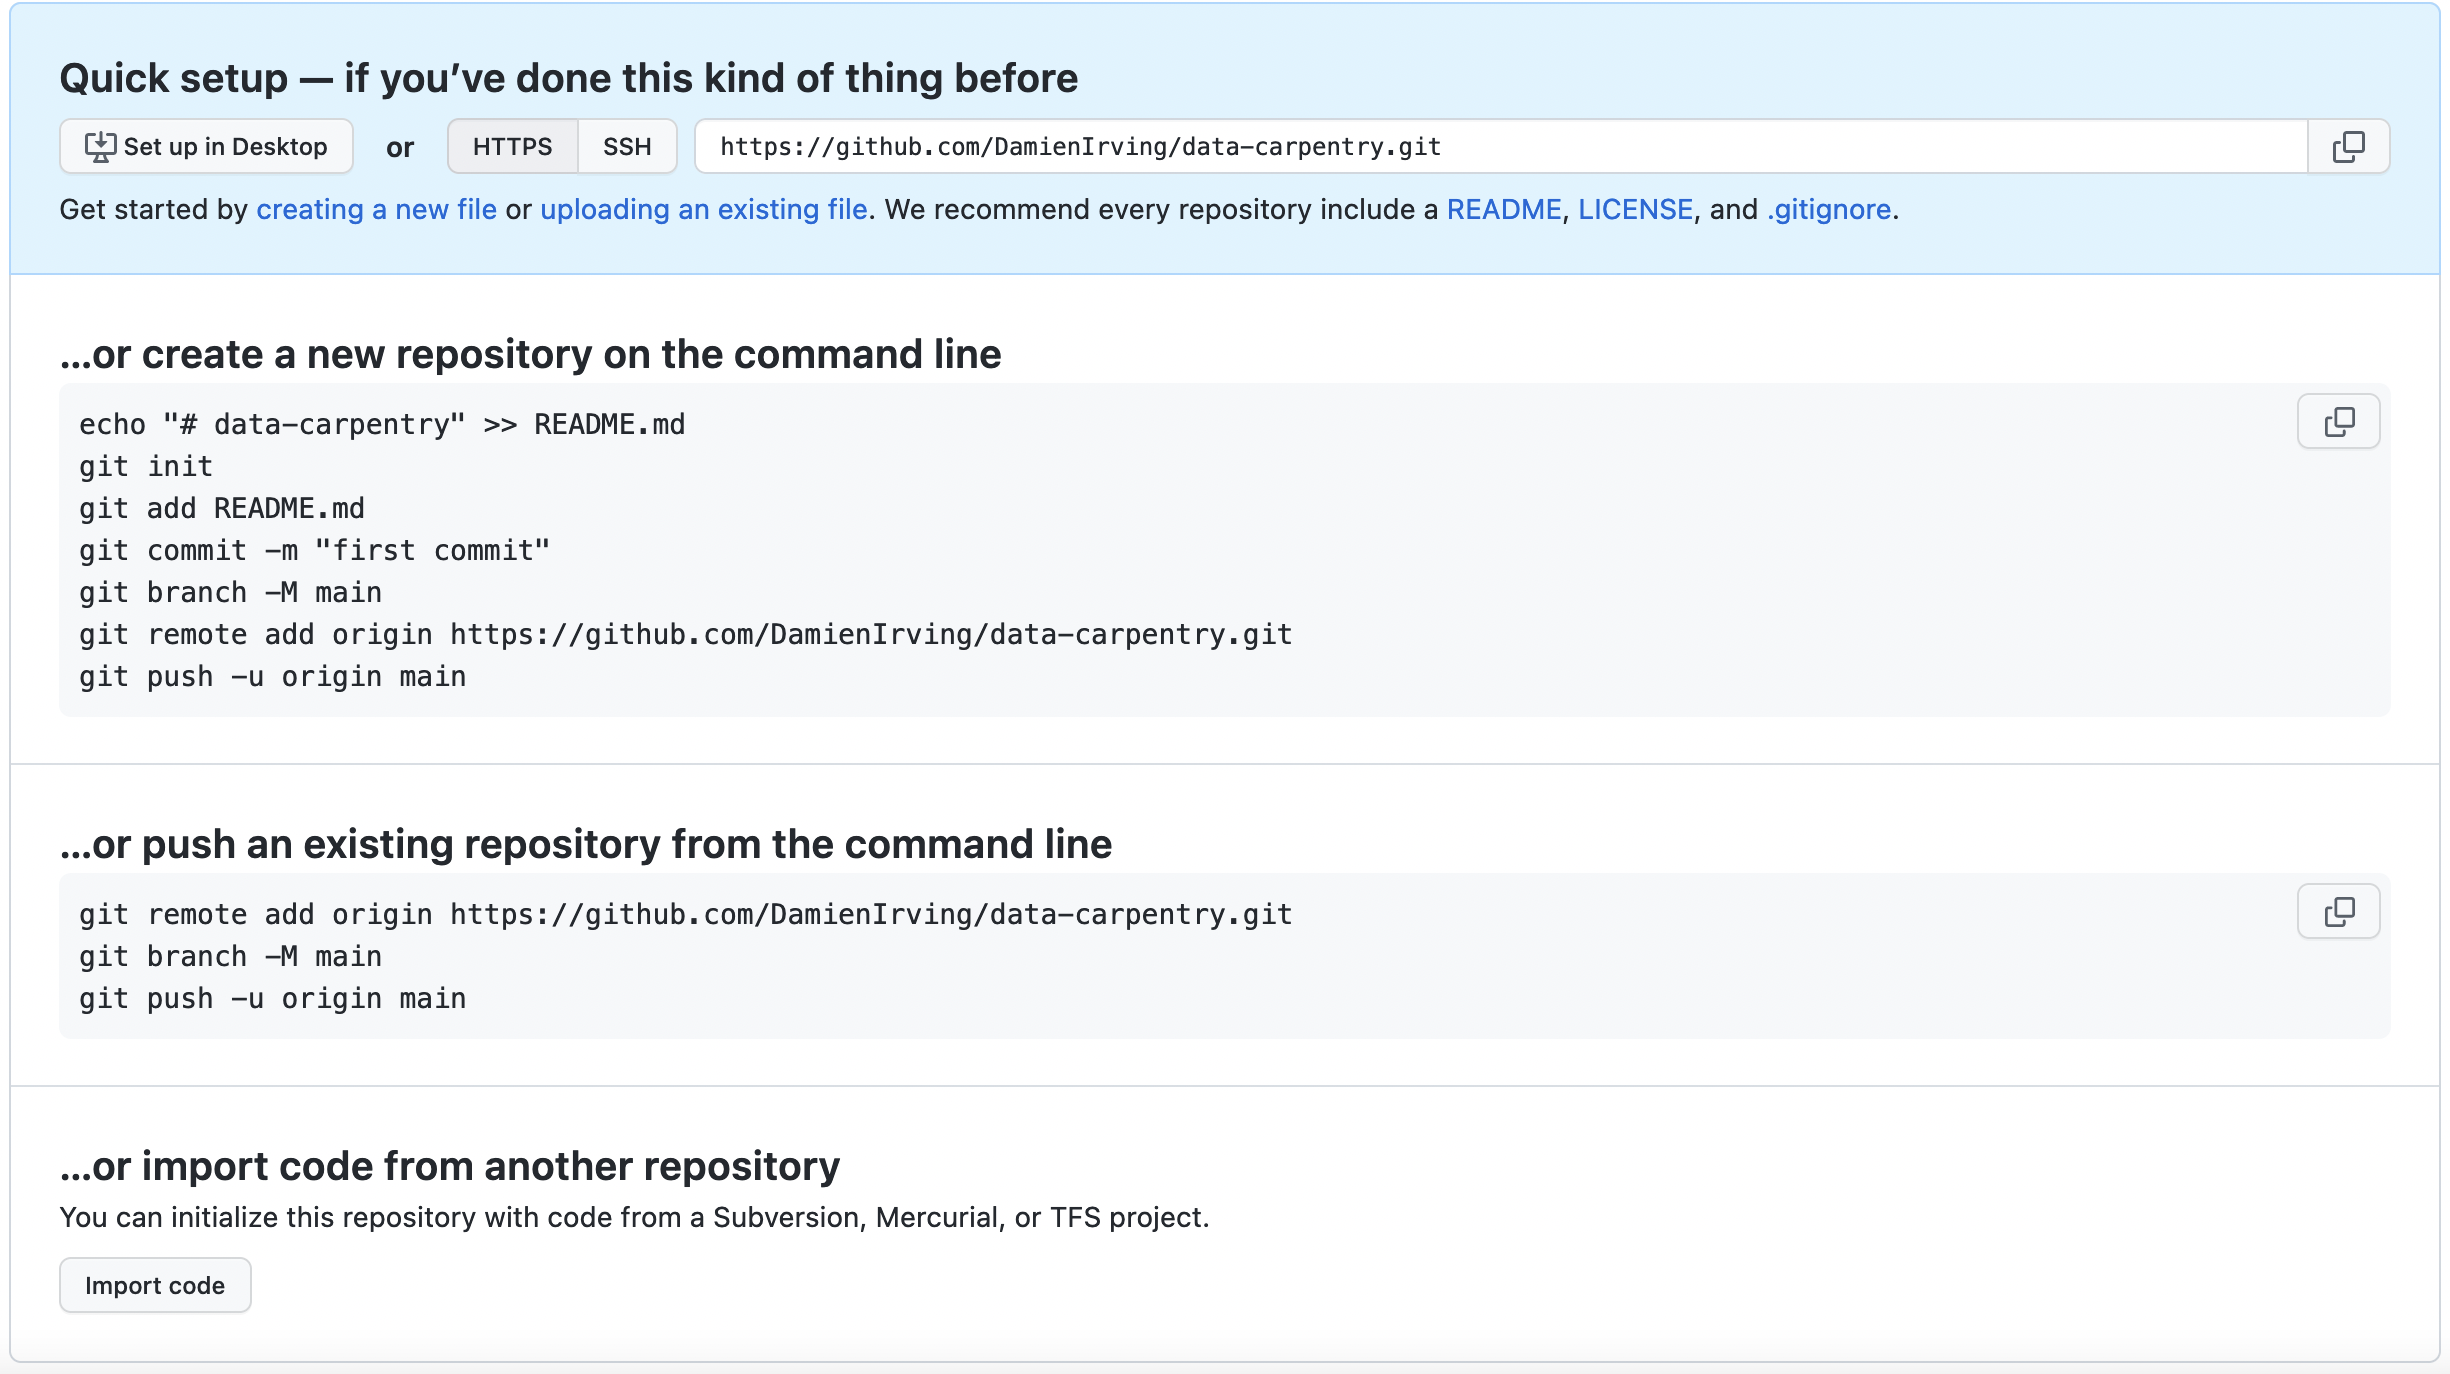 Quick setup — if you’ve done this kind of thing before
Set up in Desktop or HTTPS SSH https://github.com/DamienIrving/data-carpentry.git
Get started by creating a new file or uploading an existing file. We recommend every repository include a README, LICENSE, and .gitignore.
…or create a new repository on the command line
echo "# data-carpentry" >> README.md
git init
git add README.md
git commit -m "first commit"
git branch -M main
git remote add origin https://github.com/DamienIrving/data-carpentry.git
git push -u origin main
…or push an existing repository from the command line
git remote add origin https://github.com/DamienIrving/data-carpentry.git
git branch -M main
git push -u origin main
…or import code from another repository
You can initialize this repository with code from a Subversion, Mercurial, or TFS project.
Import code